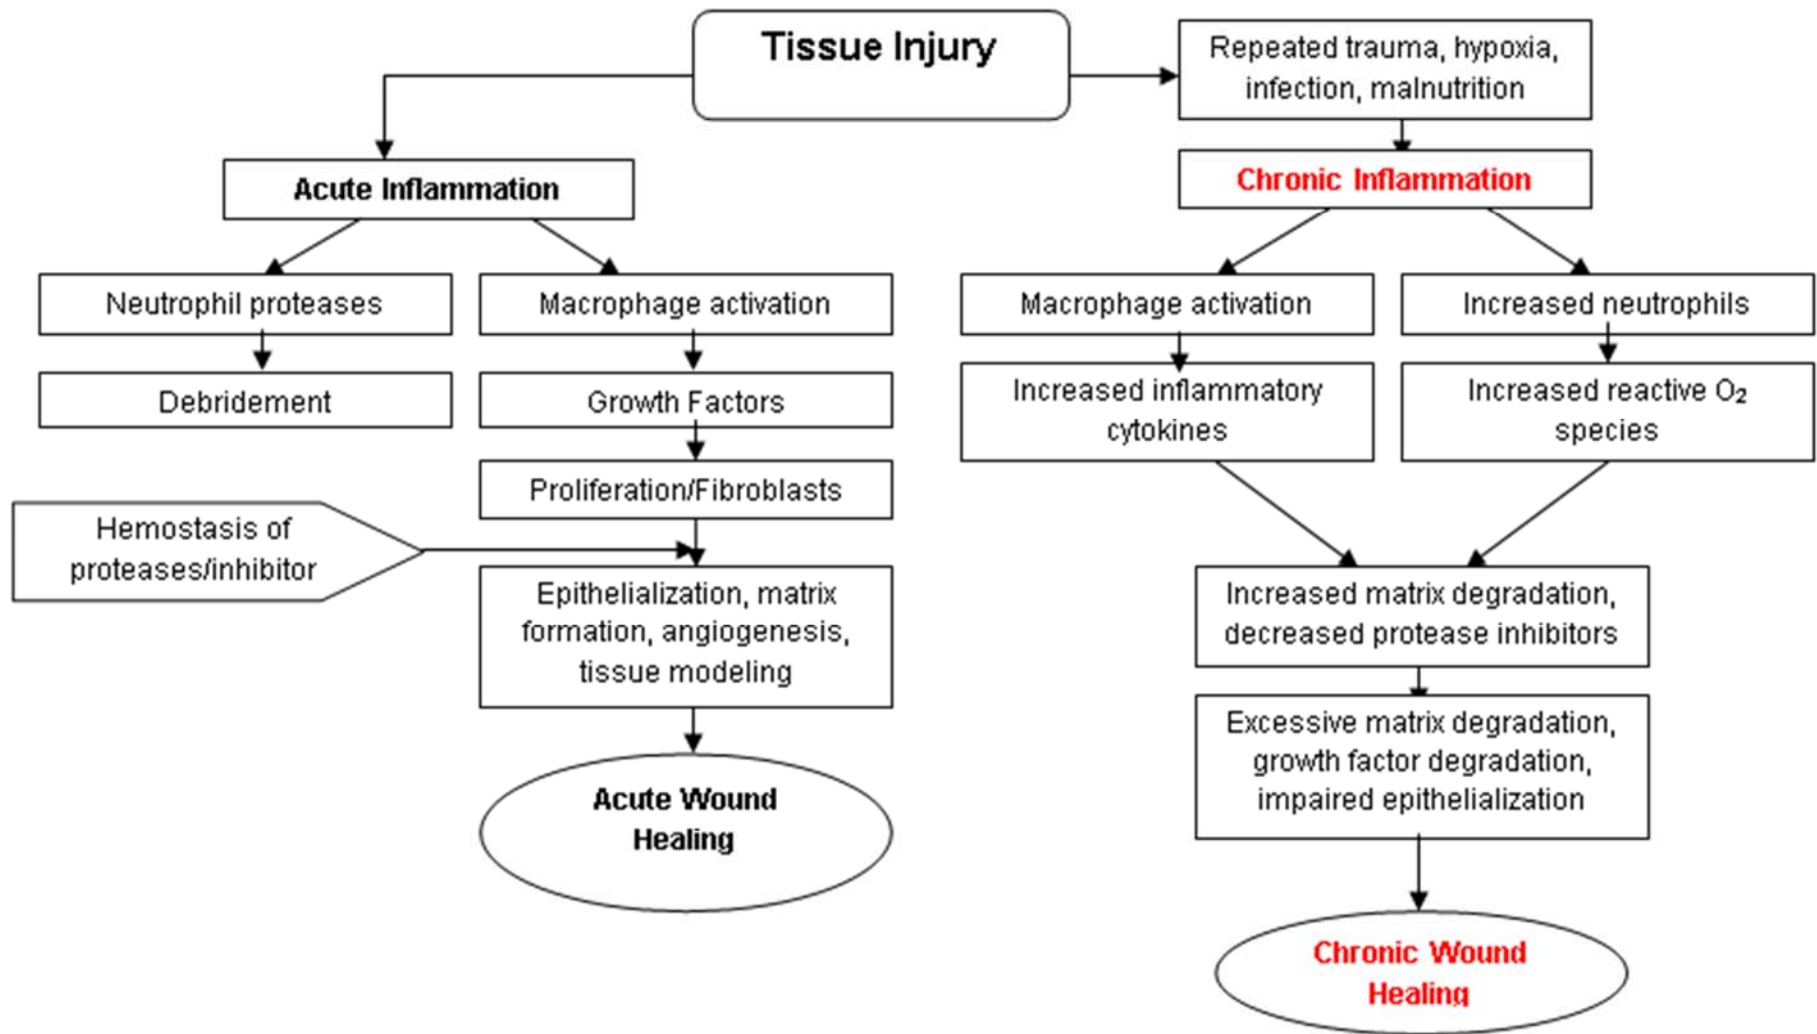 Tissue Injury
Repeated trauma, hypoxia,
infection, malnutrition
Acute Inflammation
Chronic Inflammation
Neutrophil proteases
Macrophage activation
Macrophage activation
Increased neutrophils
Debridement
Growth Factors
Increased inflammatory
cytokines
Increased reactive O₂
species
Proliferation/Fibroblasts
Hemostasis of
proteases/inhibitor
Epithelialization, matrix
formation, angiogenesis,
tissue modeling
Increased matrix degradation,
decreased protease inhibitors
Excessive matrix degradation,
growth factor degradation,
impaired epithelialization
Acute Wound
Healing
Chronic Wound
Healing